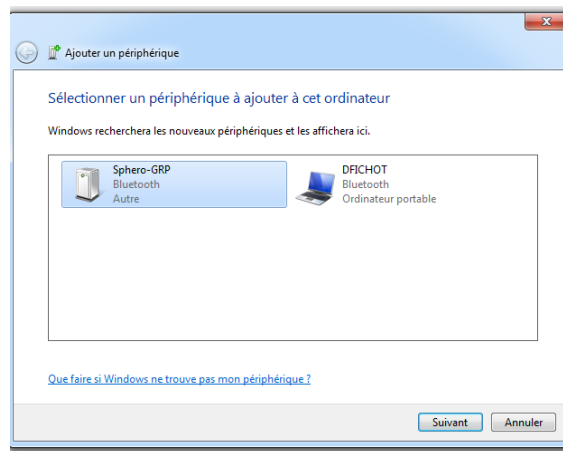 Ajouter un périphérique
Sélectionner un périphérique à ajouter à cet ordinateur
Windows recherchera les nouveaux périphériques et les affichera ici.
Sphero-GRP
Bluetooth
Autre
DFICHOT
Bluetooth
Ordinateur portable
Que faire si Windows ne trouve pas mon périphérique ?
Suivant
Annuler